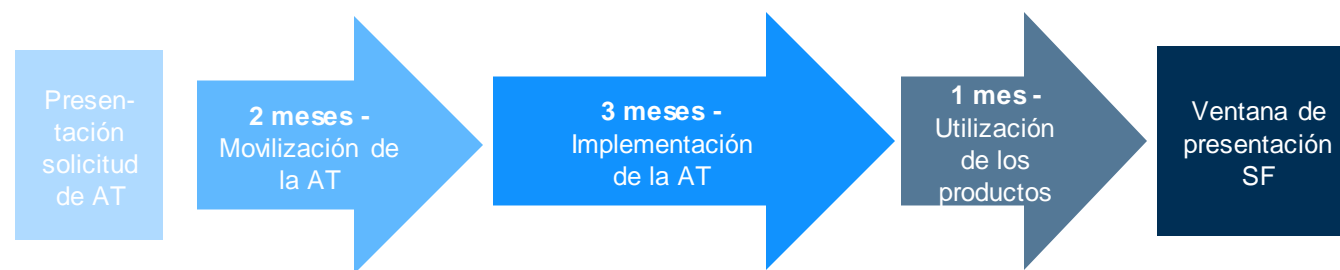 Presen-
tación
solicitud
de AT
2 meses -
Movilización de
la AT
3 meses -
Implementación
de la AT
1 mes -
Utilización
de los
productos
Ventana de
presentación
SF